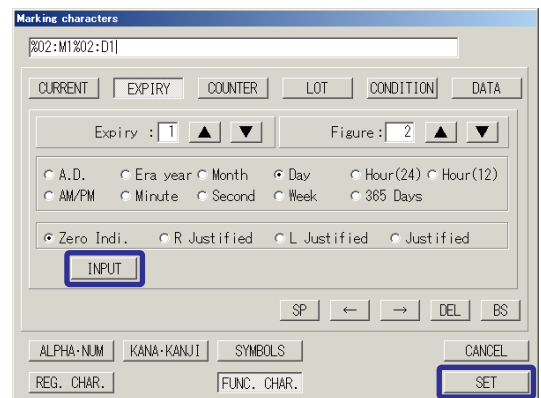 Marking characters
%02:M1%02:D1
CURRENT EXPIRY COUNTER LOT CONDITION DATA
Expiry : 1 ▲ ▼ Figure: 2 ▲ ▼
A.D. Era year Month Day Hour(24) Hour(12)
AM/PM Minute Second Week 365 Days
Zero Indi. R Justified L Justified Justified
INPUT
SP ← → DEL BS
ALPHA·NUM KANA·KANJI SYMBOLS CANCEL
REG. CHAR. FUNC. CHAR. SET